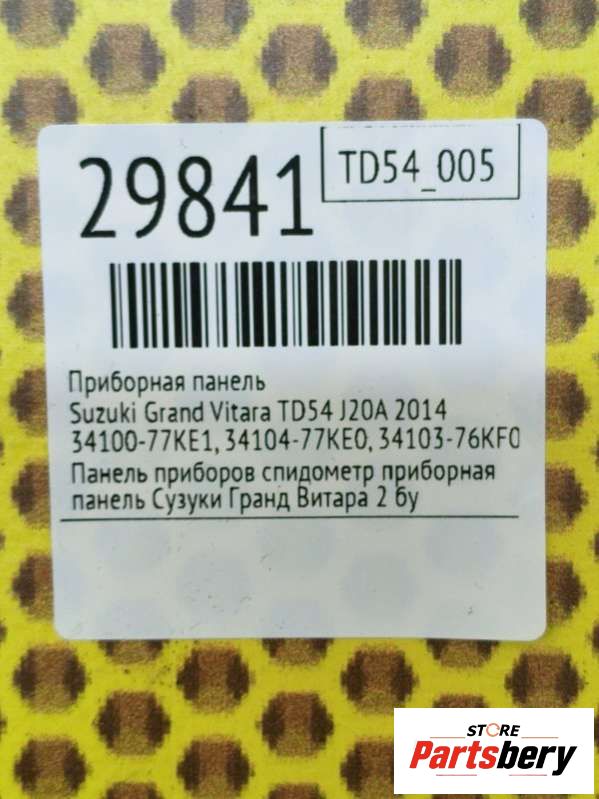 29841
TD54_005
Приборная панель
Suzuki Grand Vitara TD54 J20A 2014
34100-77KE1, 34104-77KE0, 34103-76KF0
Панель приборов спидометр приборная
панель Сузуки Гранд Витара 2 бу
STORE
Partsbery